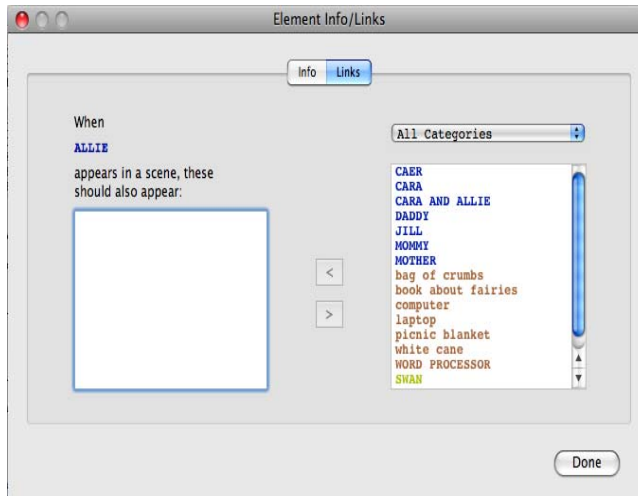 Element Info/Links
Info Links
When
ALLIE
appears in a scene, these
should also appear:
<
>
All Categories
CAER
CARA
CARA AND ALLIE
DADDY
JILL
MOMMY
MOTHER
bag of crumbs
book about fairies
computer
laptop
picnic blanket
white cane
WORD PROCESSOR
SWAN
Done